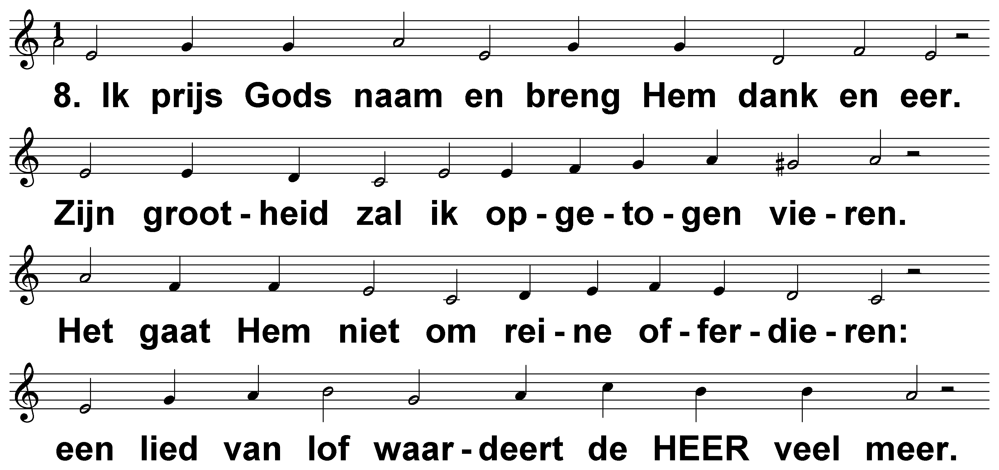 1
8. Ik prijs Gods naam en breng Hem dank en eer.
Zijn groot - heid zal ik op - ge - to - gen vie - ren.
Het gaat Hem niet om rei - ne of - fer - die - ren:
een lied van lof waar - deert de HEER veel meer.